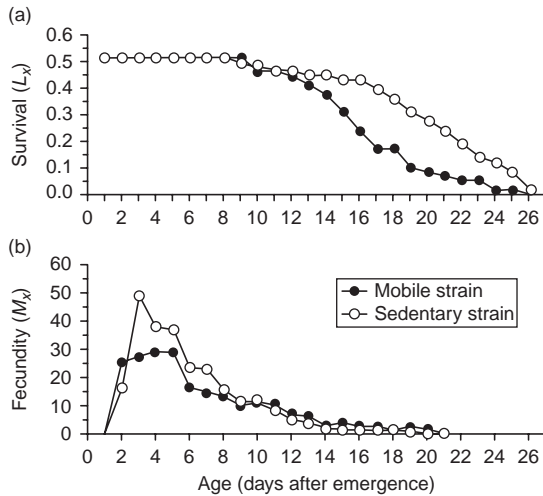 (a)
0.6
0.5
0.4
0.3
0.2
0.1
0.0
Survival (Lx)
0 2 4 6 8 10 12 14 16 18 20 22 24 26
(b)
60
50
40
30
20
10
0
Fecundity (Mx)
Mobile strain
Sedentary strain
0 2 4 6 8 10 12 14 16 18 20 22 24 26
Age (days after emergence)